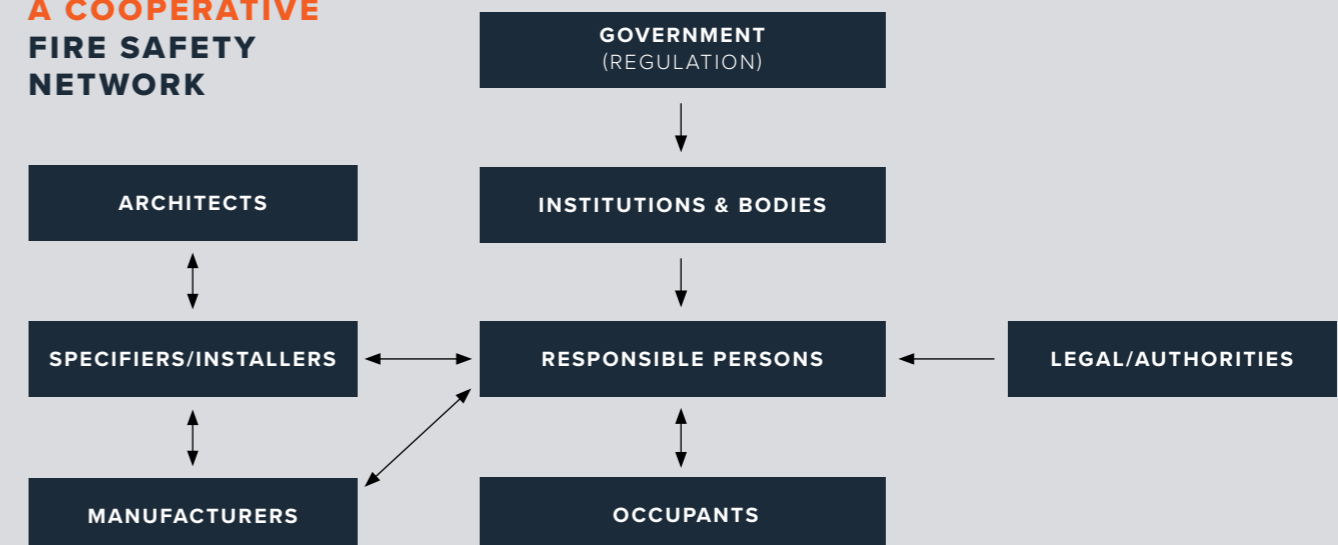 A COOPERATIVE
FIRE SAFETY
NETWORK
GOVERNMENT
(REGULATION)
ARCHITECTS
INSTITUTIONS & BODIES
SPECIFIERS/INSTALLERS
RESPONSIBLE PERSONS
LEGAL/AUTHORITIES
MANUFACTURERS
OCCUPANTS